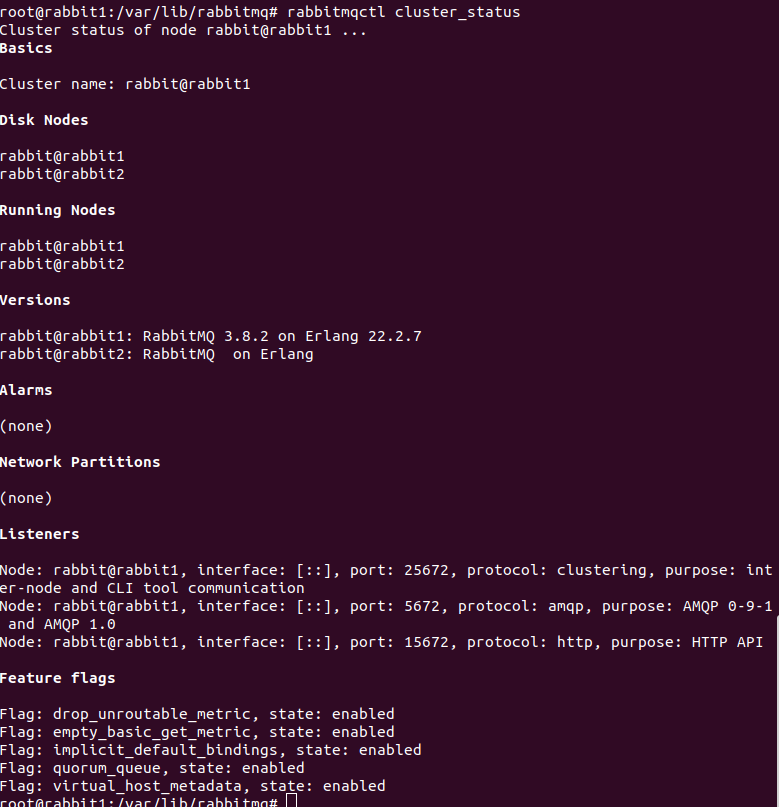 root@rabbit1:/var/lib/rabbitmq# rabbitmqctl cluster_status
Cluster status of node rabbit@rabbit1 ...
Basics
Cluster name: rabbit@rabbit1
Disk Nodes
rabbit@rabbit1
rabbit@rabbit2
Running Nodes
rabbit@rabbit1
rabbit@rabbit2
Versions
rabbit@rabbit1: RabbitMQ 3.8.2 on Erlang 22.2.7
rabbit@rabbit2: RabbitMQ  on Erlang
Alarms
(none)
Network Partitions
(none)
Listeners
Node: rabbit@rabbit1, interface: [::], port: 25672, protocol: clustering, purpose: int
er-node and CLI tool communication
Node: rabbit@rabbit1, interface: [::], port: 5672, protocol: amqp, purpose: AMQP 0-9-1
 and AMQP 1.0
Node: rabbit@rabbit1, interface: [::], port: 15672, protocol: http, purpose: HTTP API
Feature flags
Flag: drop_unroutable_metric, state: enabled
Flag: empty_basic_get_metric, state: enabled
Flag: implicit_default_bindings, state: enabled
Flag: quorum_queue, state: enabled
Flag: virtual_host_metadata, state: enabled
root@rabbit1:/var/lib/rabbitmq#